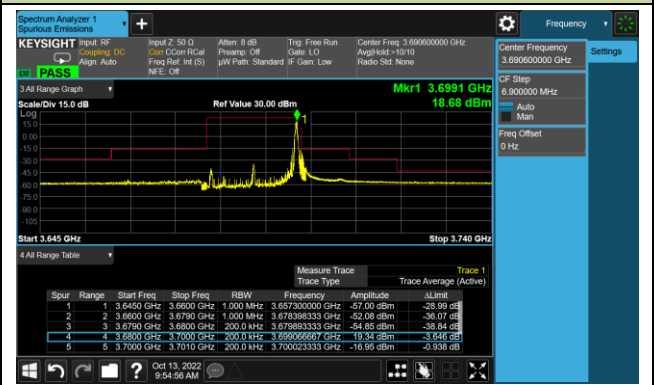 Spectrum Analyzer 1
Spurious Emissions
Frequency
KEYSIGHT
Input: RF
Coupling: DC
Align: Auto
Input Z: 50 Ω
Corr CCorr RCal
Freq Ref: Int (S)
NFE: Off
Atten: 8 dB
Preamp: Off
µW Path: Standard
Trig: Free Run
Gate: LO
IF Gain: Low
Center Freq: 3.690600000 GHz
Avg|Hold:>10/10
Radio Std: None
PASS
3 All Range Graph
Mkr1 3.6991 GHz
Scale/Div 15.0 dB
Ref Value 30.00 dBm
18.68 dBm
Log
15.0
0.00
-15.0
-30.0
-45.0
-60.0
-75.0
-90.0
-105
1
Start 3.645 GHz
Stop 3.740 GHz
4 All Range Table
Measure Trace Trace 1
Trace Type Trace Average (Active)
Spur Range Start Freq Stop Freq RBW Frequency Amplitude ΔLimit
1 1 3.6450 GHz 3.6600 GHz 1.000 MHz 3.657300000 GHz -57.00 dBm -28.99 dB
2 2 3.6600 GHz 3.6790 GHz 1.000 MHz 3.678398333 GHz -52.08 dBm -36.07 dB
3 3 3.6790 GHz 3.6800 GHz 200.0 kHz 3.679893333 GHz -54.85 dBm -38.84 dB
4 4 3.6800 GHz 3.7000 GHz 200.0 kHz 3.699066667 GHz 19.34 dBm -3.646 dB
5 5 3.7000 GHz 3.7010 GHz 200.0 kHz 3.700023333 GHz -16.95 dBm -0.938 dB
Center Frequency
3.690600000 GHz
Settings
CF Step
6.900000 MHz
Auto
Man
Freq Offset
0 Hz
?
Oct 13, 2022
9:54:56 AM